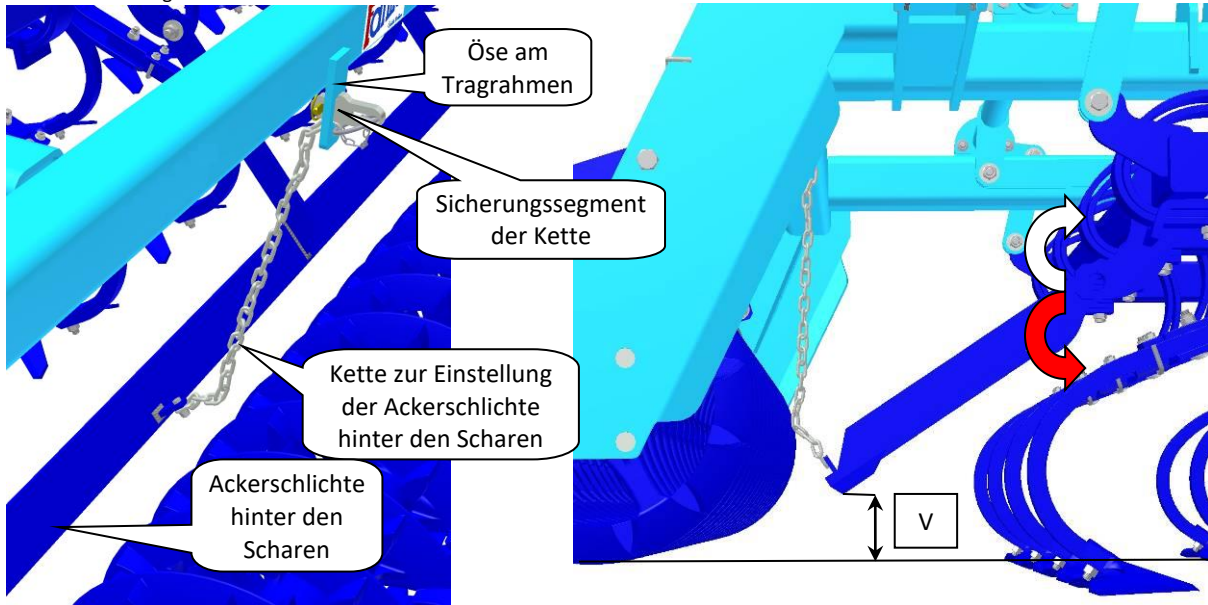 Öse am
Tragrahmen
Sicherungssegment
der Kette
Kette zur Einstellung
der Ackerschlichte
hinter den Scharen
Ackerschlichte
hinter den
Scharen
V